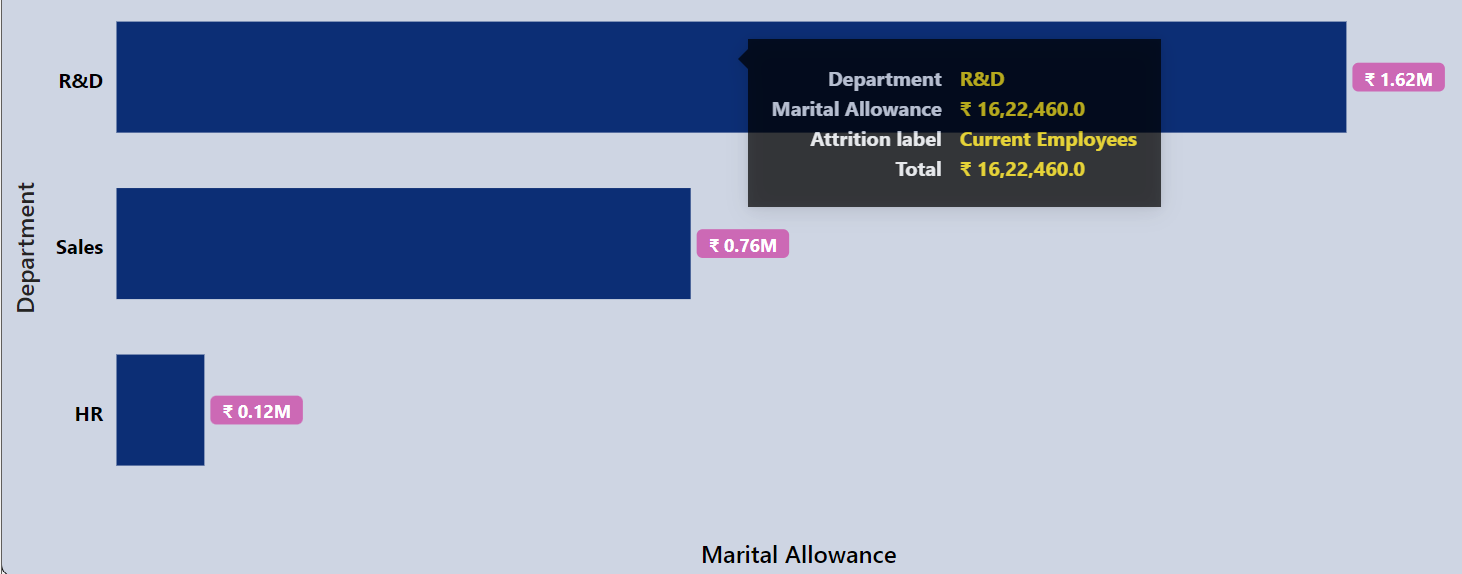 R&D
₹ 1.62M
Department R&D
Marital Allowance ₹ 16,22,460.0
Attrition label Current Employees
Total ₹ 16,22,460.0
Department
Sales
₹ 0.76M
HR
₹ 0.12M
Marital Allowance